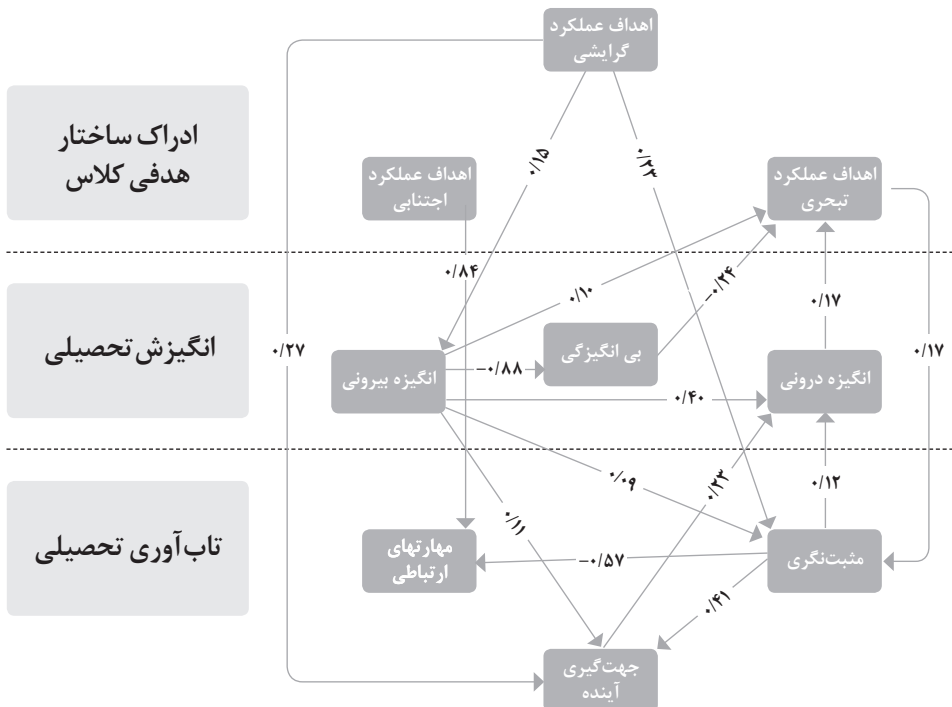 اهداف عملکرد
گرایشی
ادراک ساختار
هدفی کلاس
اهداف عملکرد
اجتنابی
۰/۱۵
۰/۲۳
اهداف عملکرد
تبحری
۰/۸۴
۰/۱۰
−۰/۲۴
۰/۱۷
انگیزش تحصیلی
۰/۲۷
انگیزه بیرونی
−۰/۸۸
بی انگیزگی
۰/۴۰
انگیزه درونی
۰/۱۷
۰/۰۹
۰/۲۳
۰/۱۲
۰/۱۱
تاب‌آوری تحصیلی
مهارتهای
ارتباطی
−۰/۵۷
مثبت‌نگری
۰/۴۱
جهت‌گیری
آینده